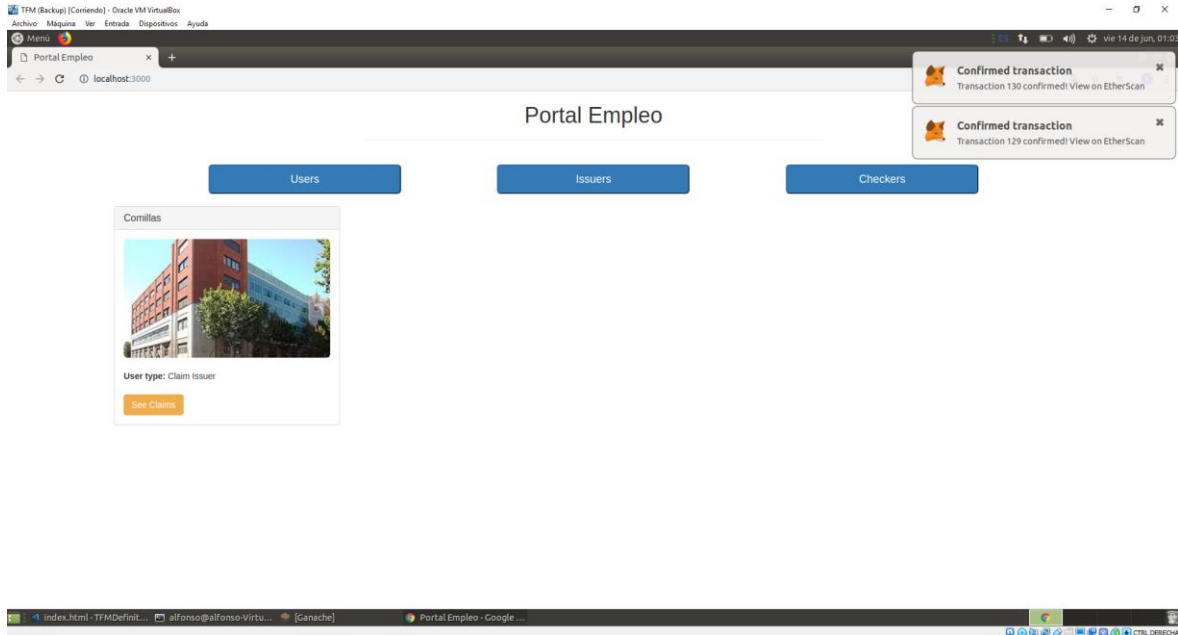 TFM (Backup) [Corriendo] - Oracle VM VirtualBox
Archivo Máquina Ver Entrada Dispositivos Ayuda
Menú
vie 14 de jun, 01:03
Portal Empleo
localhost:3000
Confirmed transaction
Transaction 130 confirmed! View on EtherScan
Confirmed transaction
Transaction 129 confirmed! View on EtherScan
Portal Empleo
Users Issuers Checkers
Comillas
User type: Claim Issuer
See Claims
index.html - TFMDefinit... alfonso@alfonso-Virtu... [Ganache] Portal Empleo - Google ...
CTRL DERECHA